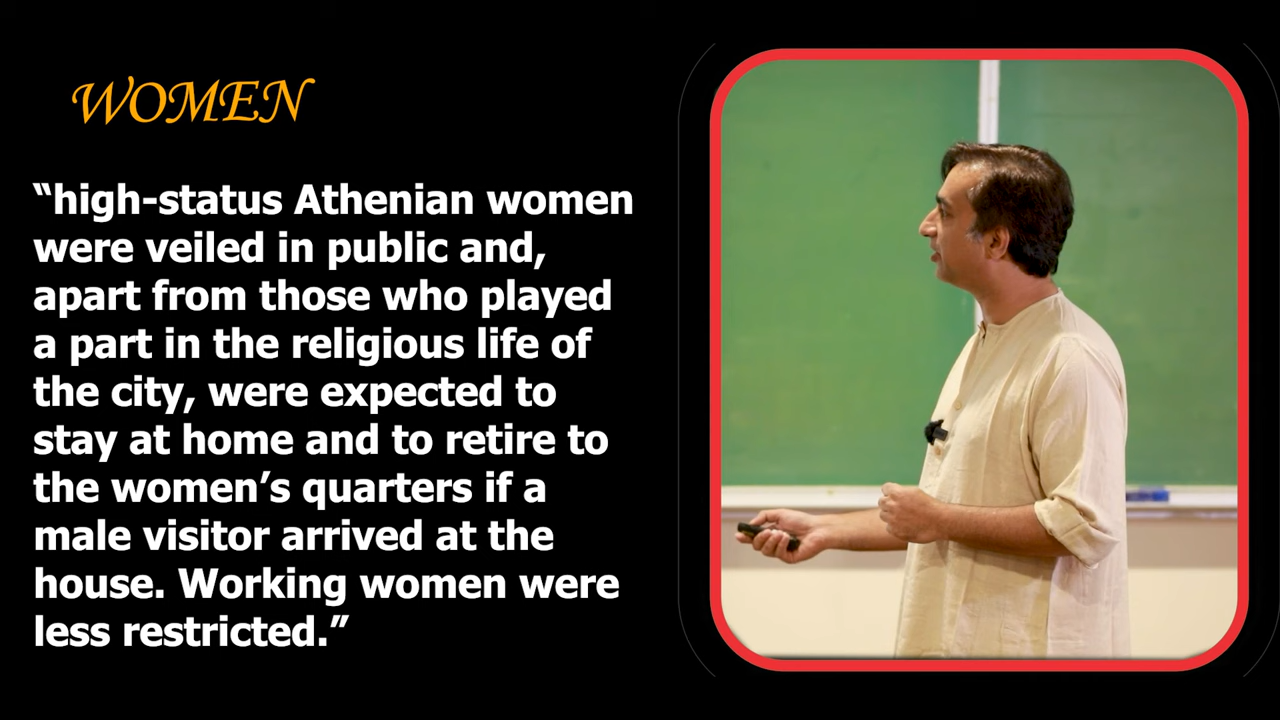 WOMEN
“high-status Athenian women
were veiled in public and,
apart from those who played
a part in the religious life of
the city, were expected to
stay at home and to retire to
the women’s quarters if a
male visitor arrived at the
house. Working women were
less restricted.”